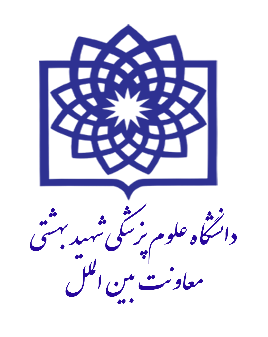 دانشگاه علوم پزشکی شهید بهشتی
معاونت بین الملل